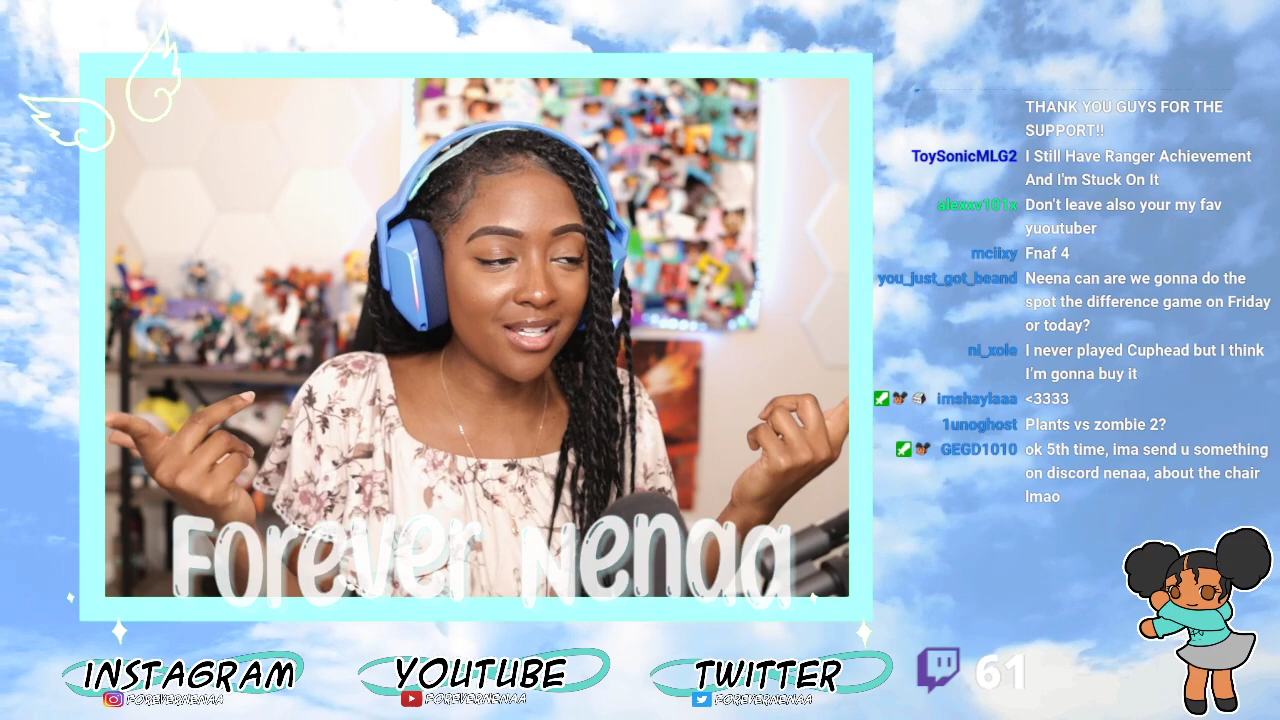 THANK YOU GUYS FOR THE
SUPPORT!!
ToySonicMLG2 I Still Have Ranger Achievement
And I'm Stuck On It
alexxv101x Don't leave also your my fav
yuoutuber
mciixy Fnaf 4
you_just_got_beand Neena can are we gonna do the
spot the difference game on Friday
or today?
ni_xole I never played Cuphead but I think
I'm gonna buy it
imshaylaaa <3333
1unoghost Plants vs zombie 2?
GEGD1010 ok 5th time, ima send u something
on discord nenaa, about the chair
lmao
Forever Nenaa
INSTAGRAM
FOREVERNENAA
YOUTUBE
FOREVERNENAA
TWITTER
FOREVERNENAA
61